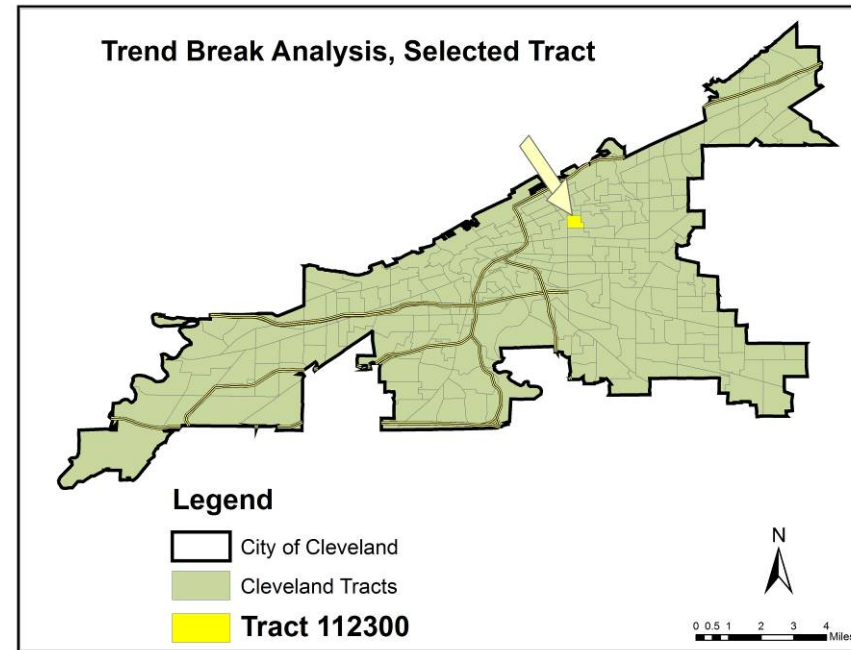 Trend Break Analysis, Selected Tract
Legend
City of Cleveland
Cleveland Tracts
Tract 112300
N
0 0.5 1 2 3 4
Miles